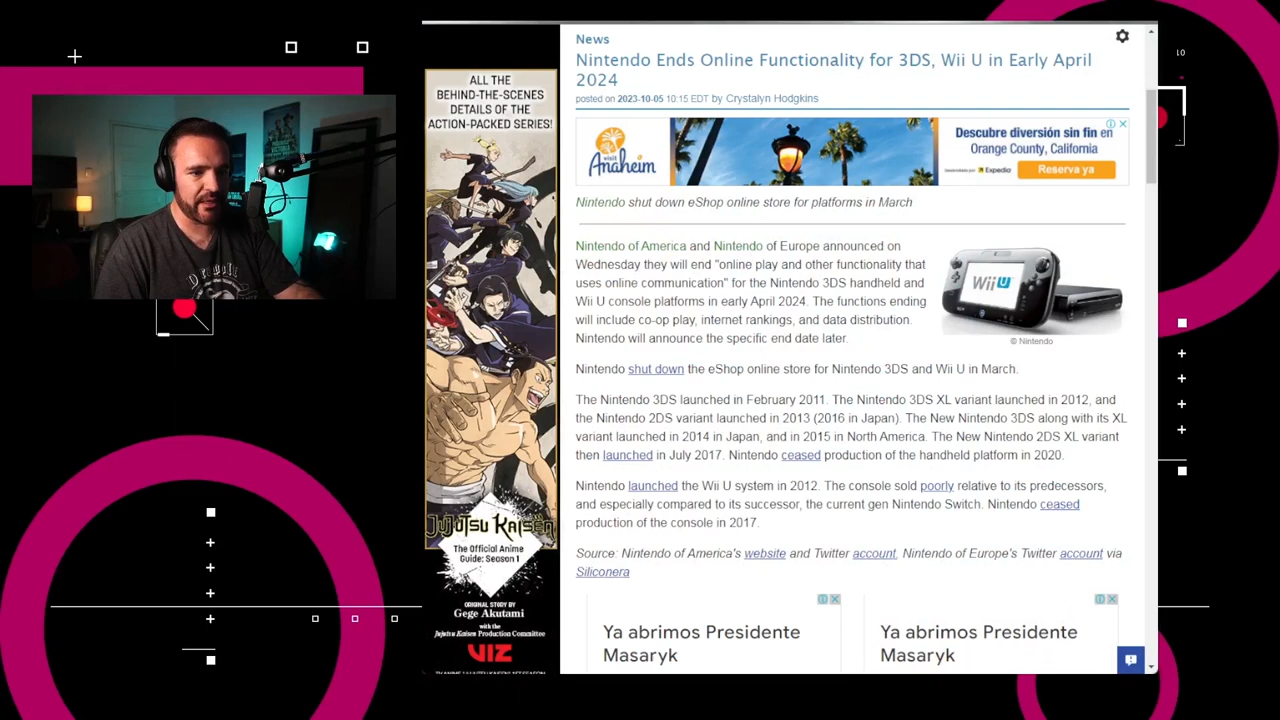 ALL THE
BEHIND-THE-SCENES
DETAILS OF THE
ACTION-PACKED SERIES!
JUJUTSU KAISEN
The Official Anime
Guide: Season 1
ORIGINAL STORY BY
Gege Akutami
with the
Jujutsu Kaisen Production Committee
VIZ
News
Nintendo Ends Online Functionality for 3DS, Wii U in Early April
2024
posted on 2023-10-05 10:15 EDT by Crystalyn Hodgkins
visit
Anaheim
Descubre diversión sin fin en
Orange County, California
Expedia
Reserva ya
Nintendo shut down eShop online store for platforms in March
Nintendo of America and Nintendo of Europe announced on
Wednesday they will end "online play and other functionality that
uses online communication" for the Nintendo 3DS handheld and
Wii U console platforms in early April 2024. The functions ending
will include co-op play, internet rankings, and data distribution.
Nintendo will announce the specific end date later.
Wii U
© Nintendo
Nintendo shut down the eShop online store for Nintendo 3DS and Wii U in March.
The Nintendo 3DS launched in February 2011. The Nintendo 3DS XL variant launched in 2012, and
the Nintendo 2DS variant launched in 2013 (2016 in Japan). The New Nintendo 3DS along with its XL
variant launched in 2014 in Japan, and in 2015 in North America. The New Nintendo 2DS XL variant
then launched in July 2017. Nintendo ceased production of the handheld platform in 2020.
Nintendo launched the Wii U system in 2012. The console sold poorly relative to its predecessors,
and especially compared to its successor, the current gen Nintendo Switch. Nintendo ceased
production of the console in 2017.
Source: Nintendo of America's website and Twitter account, Nintendo of Europe's Twitter account via
Siliconera
Ya abrimos Presidente
Masaryk
Ya abrimos Presidente
Masaryk
10